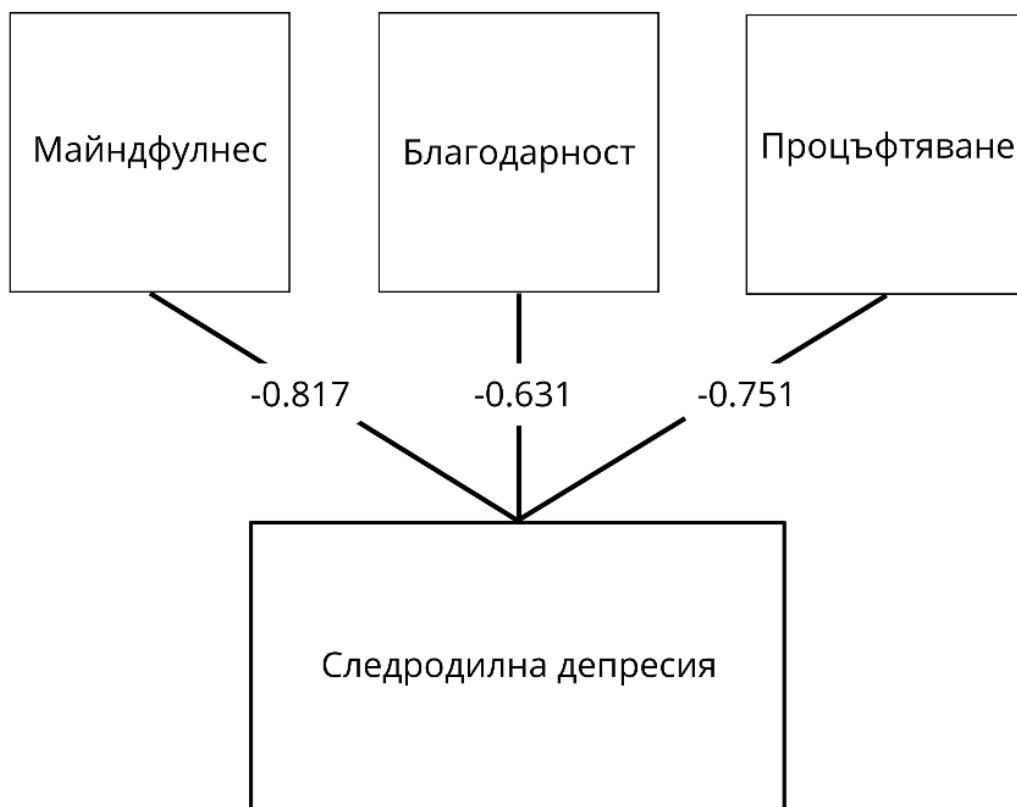 Майндфулнес
Благодарност
Процъфтяване
-0.817
-0.631
-0.751
Следродилна депресия